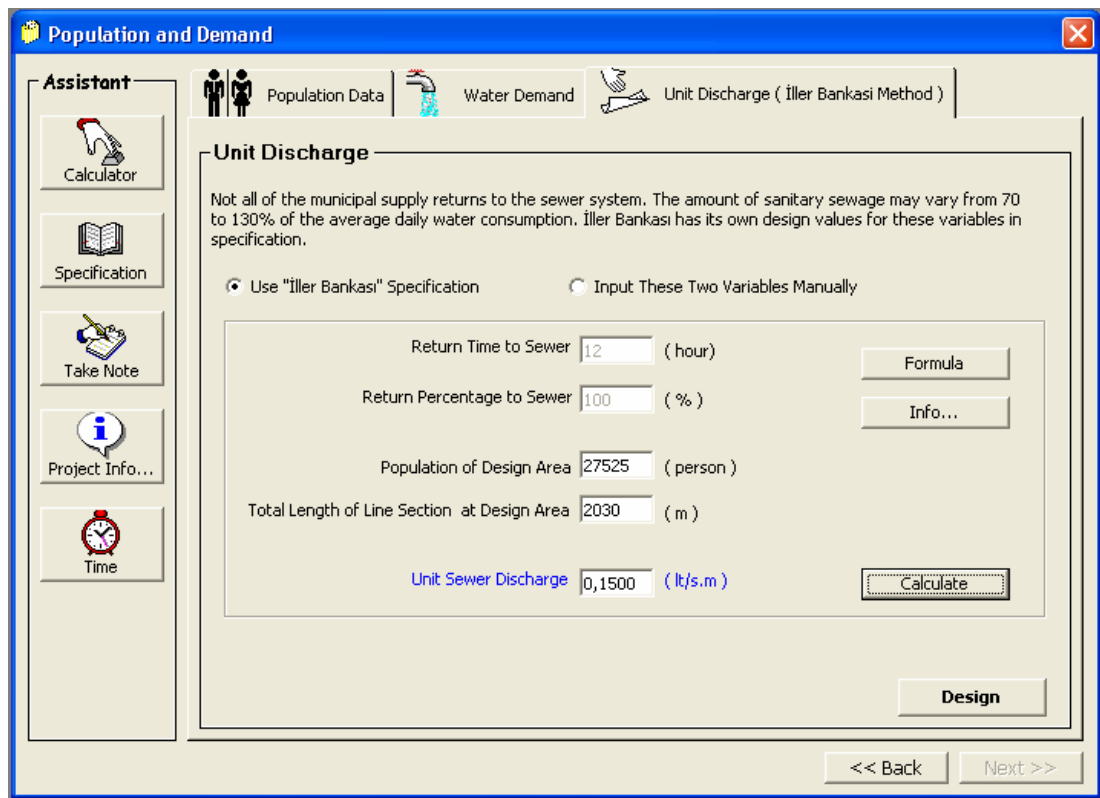 Population and Demand
Assistant
Calculator
Specification
Take Note
Project Info...
Time
Population Data
Water Demand
Unit Discharge ( İller Bankasi Method )
Unit Discharge
Not all of the municipal supply returns to the sewer system. The amount of sanitary sewage may vary from 70
to 130% of the average daily water consumption. İller Bankası has its own design values for these variables in
specification.
Use "İller Bankası" Specification
Input These Two Variables Manually
Return Time to Sewer 12 ( hour)
Formula
Return Percentage to Sewer 100 ( % )
Info...
Population of Design Area 27525 ( person )
Total Length of Line Section at Design Area 2030 ( m )
Unit Sewer Discharge 0,1500 ( lt/s.m )
Calculate
Design
<< Back
Next >>